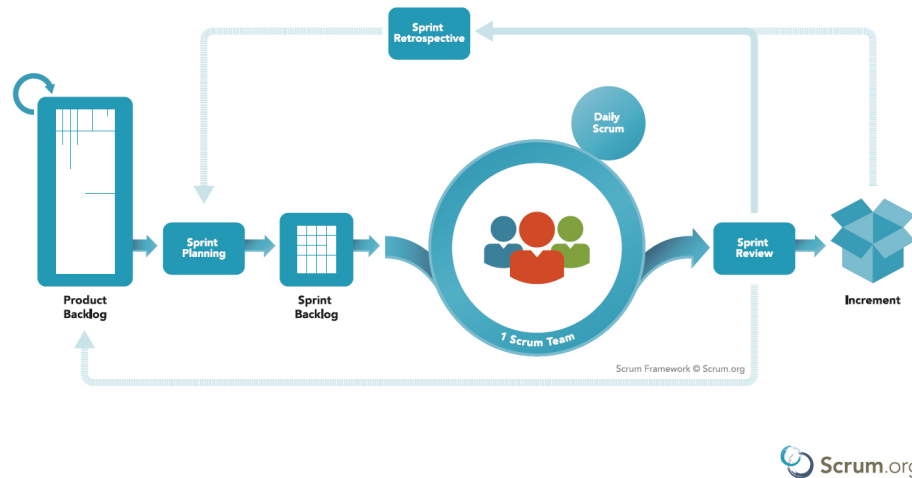 Sprint
Retrospective
Daily
Scrum
Sprint
Planning
Sprint
Review
Product
Backlog
Sprint
Backlog
1 Scrum Team
Increment
Scrum Framework © Scrum.org
Scrum.org